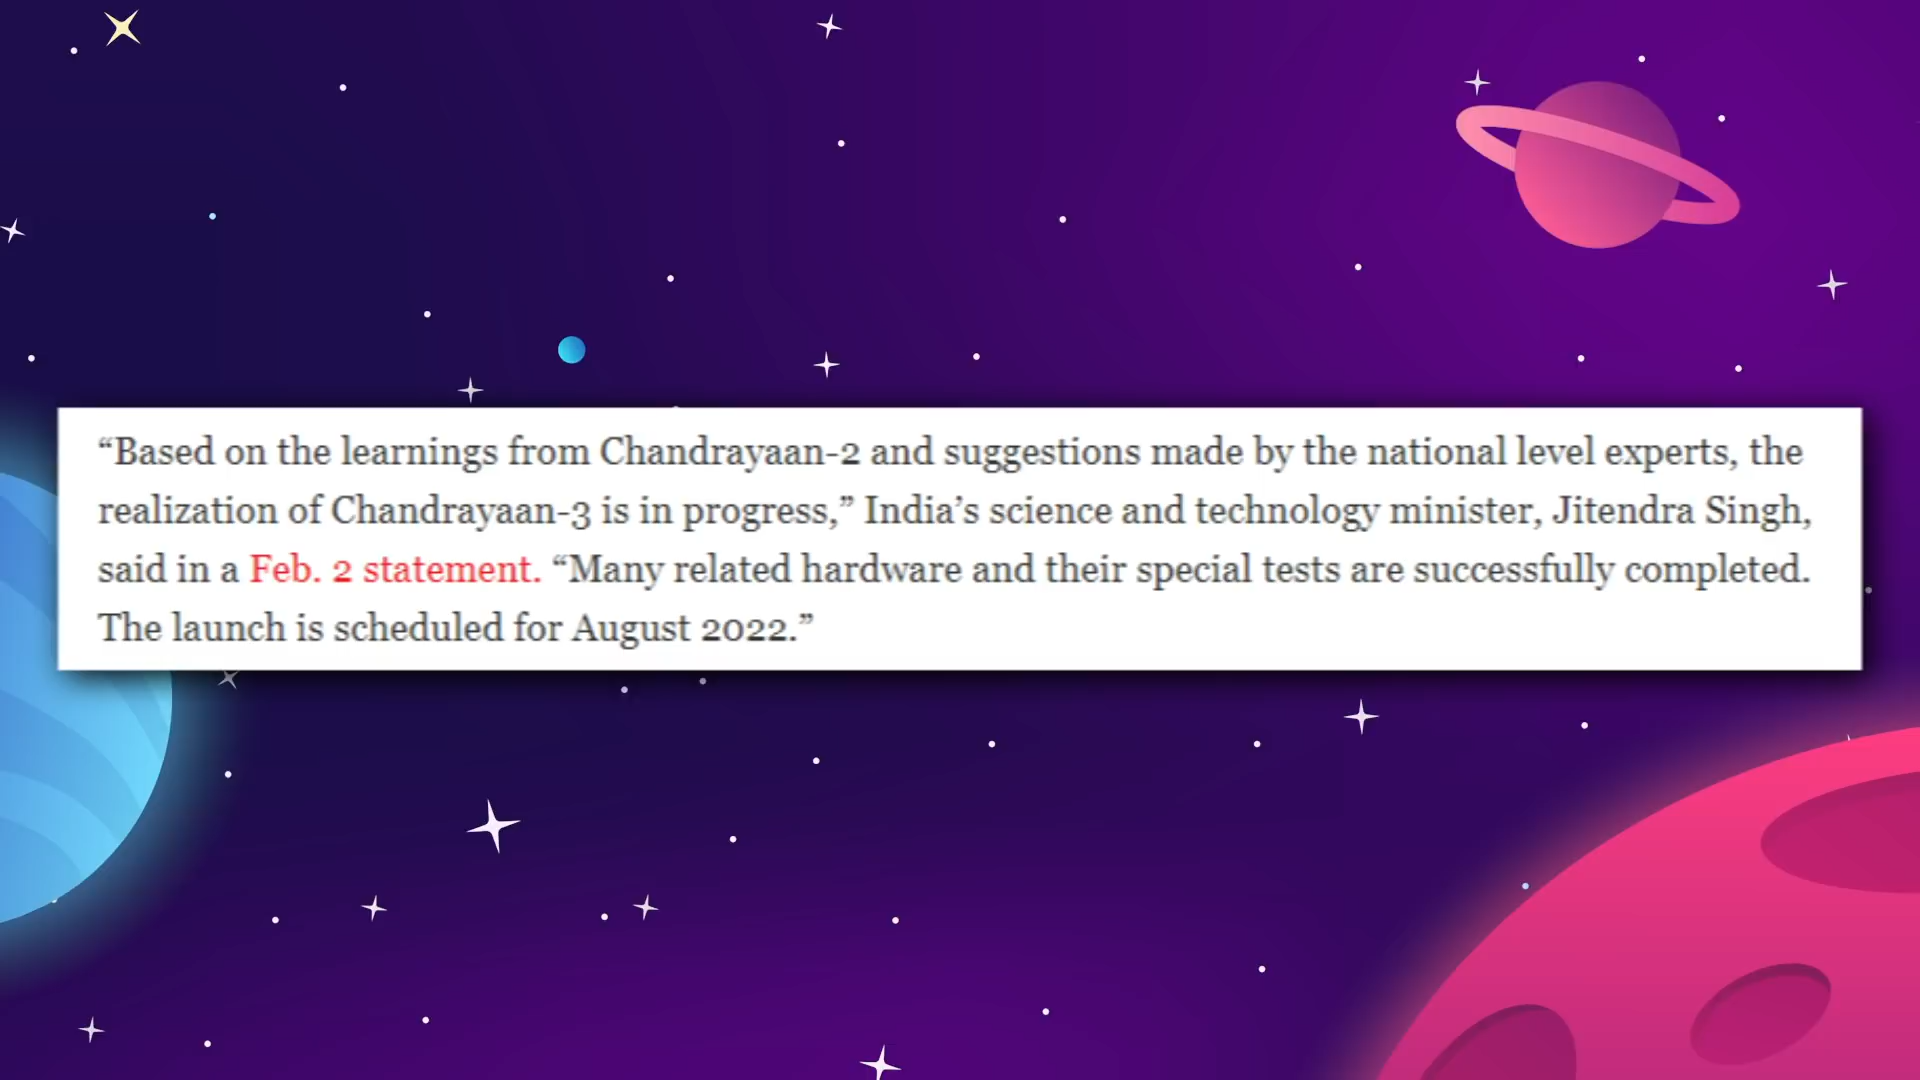 “Based on the learnings from Chandrayaan-2 and suggestions made by the national level experts, the
realization of Chandrayaan-3 is in progress,” India’s science and technology minister, Jitendra Singh,
said in a Feb. 2 statement. “Many related hardware and their special tests are successfully completed.
The launch is scheduled for August 2022.”